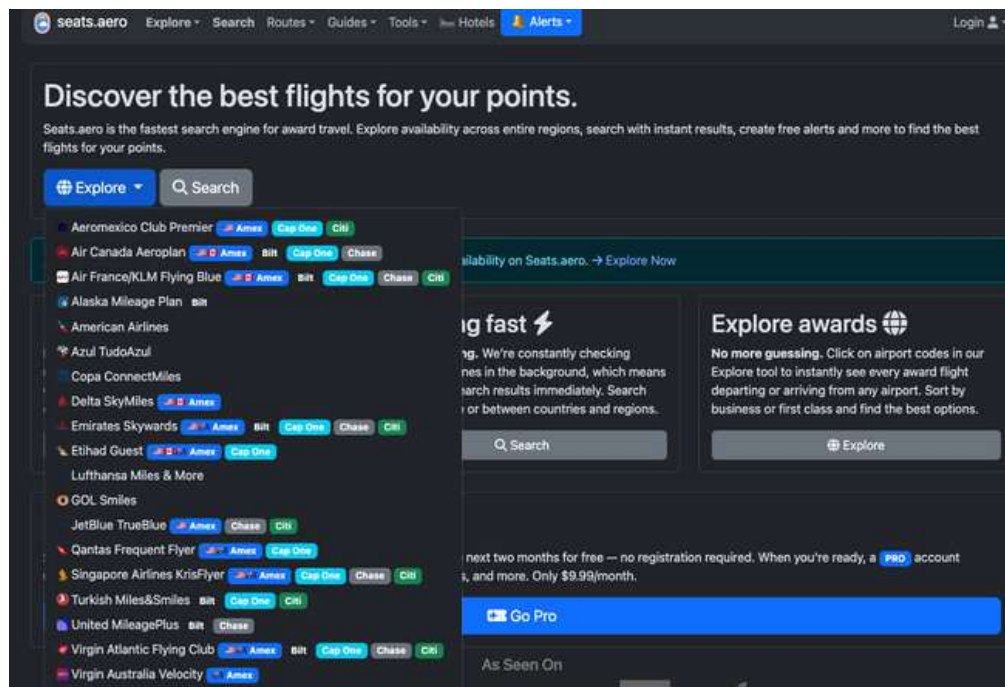 seats.aero Explore Search Routes Guides Tools Hotels Alerts Login
Discover the best flights for your points.
Seats.aero is the fastest search engine for award travel. Explore availability across entire regions, search with instant results, create free alerts and more to find the best
flights for your points.
Explore Search
Aeromexico Club Premier Amex Cap One Citi
Air Canada Aeroplan Amex Bilt Cap One Chase
Air France/KLM Flying Blue Amex Bilt Cap One Chase Citi
Alaska Mileage Plan Bilt
American Airlines
Azul TudoAzul
Copa ConnectMiles
Delta SkyMiles Amex
Emirates Skywards Amex Bilt Cap One Chase Citi
Etihad Guest Amex Cap One
Lufthansa Miles & More
GOL Smiles
JetBlue TrueBlue Amex Chase Citi
Qantas Frequent Flyer Amex Cap One
Singapore Airlines KrisFlyer Amex Cap One Chase Citi
Turkish Miles&Smiles Bilt Cap One Citi
United MileagePlus Bilt Chase
Virgin Atlantic Flying Club Amex Bilt Cap One Chase Citi
Virgin Australia Velocity Amex
ailability on Seats.aero. → Explore Now
ng fast
ng. We're constantly checking
nes in the background, which means
earch results immediately. Search
or between countries and regions.
Search
Explore awards
No more guessing. Click on airport codes in our
Explore tool to instantly see every award flight
departing or arriving from any airport. Sort by
business or first class and find the best options.
Explore
next two months for free — no registration required. When you're ready, a PRO account
s, and more. Only $9.99/month.
Go Pro
As Seen On